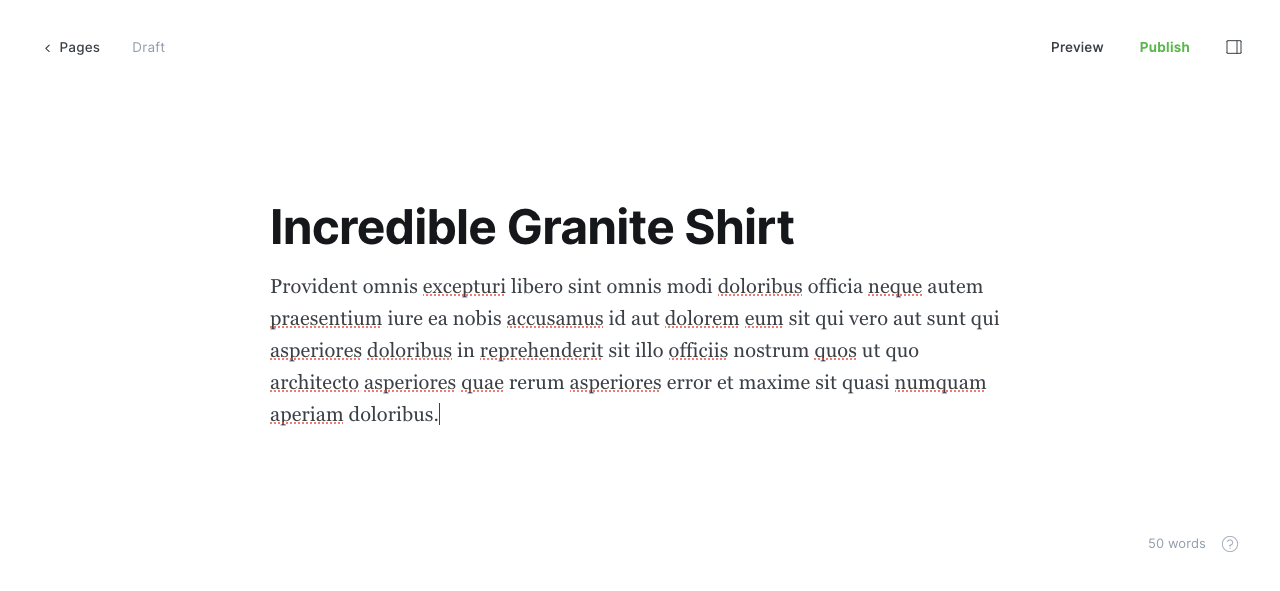 Pages Draft Preview Publish
Incredible Granite Shirt
Provident omnis excepturi libero sint omnis modi doloribus officia neque autem
praesentium iure ea nobis accusamus id aut dolorem eum sit qui vero aut sunt qui
asperiores doloribus in reprehenderit sit illo officiis nostrum quos ut quo
architecto asperiores quae rerum asperiores error et maxime sit quasi numquam
aperiam doloribus.
50 words